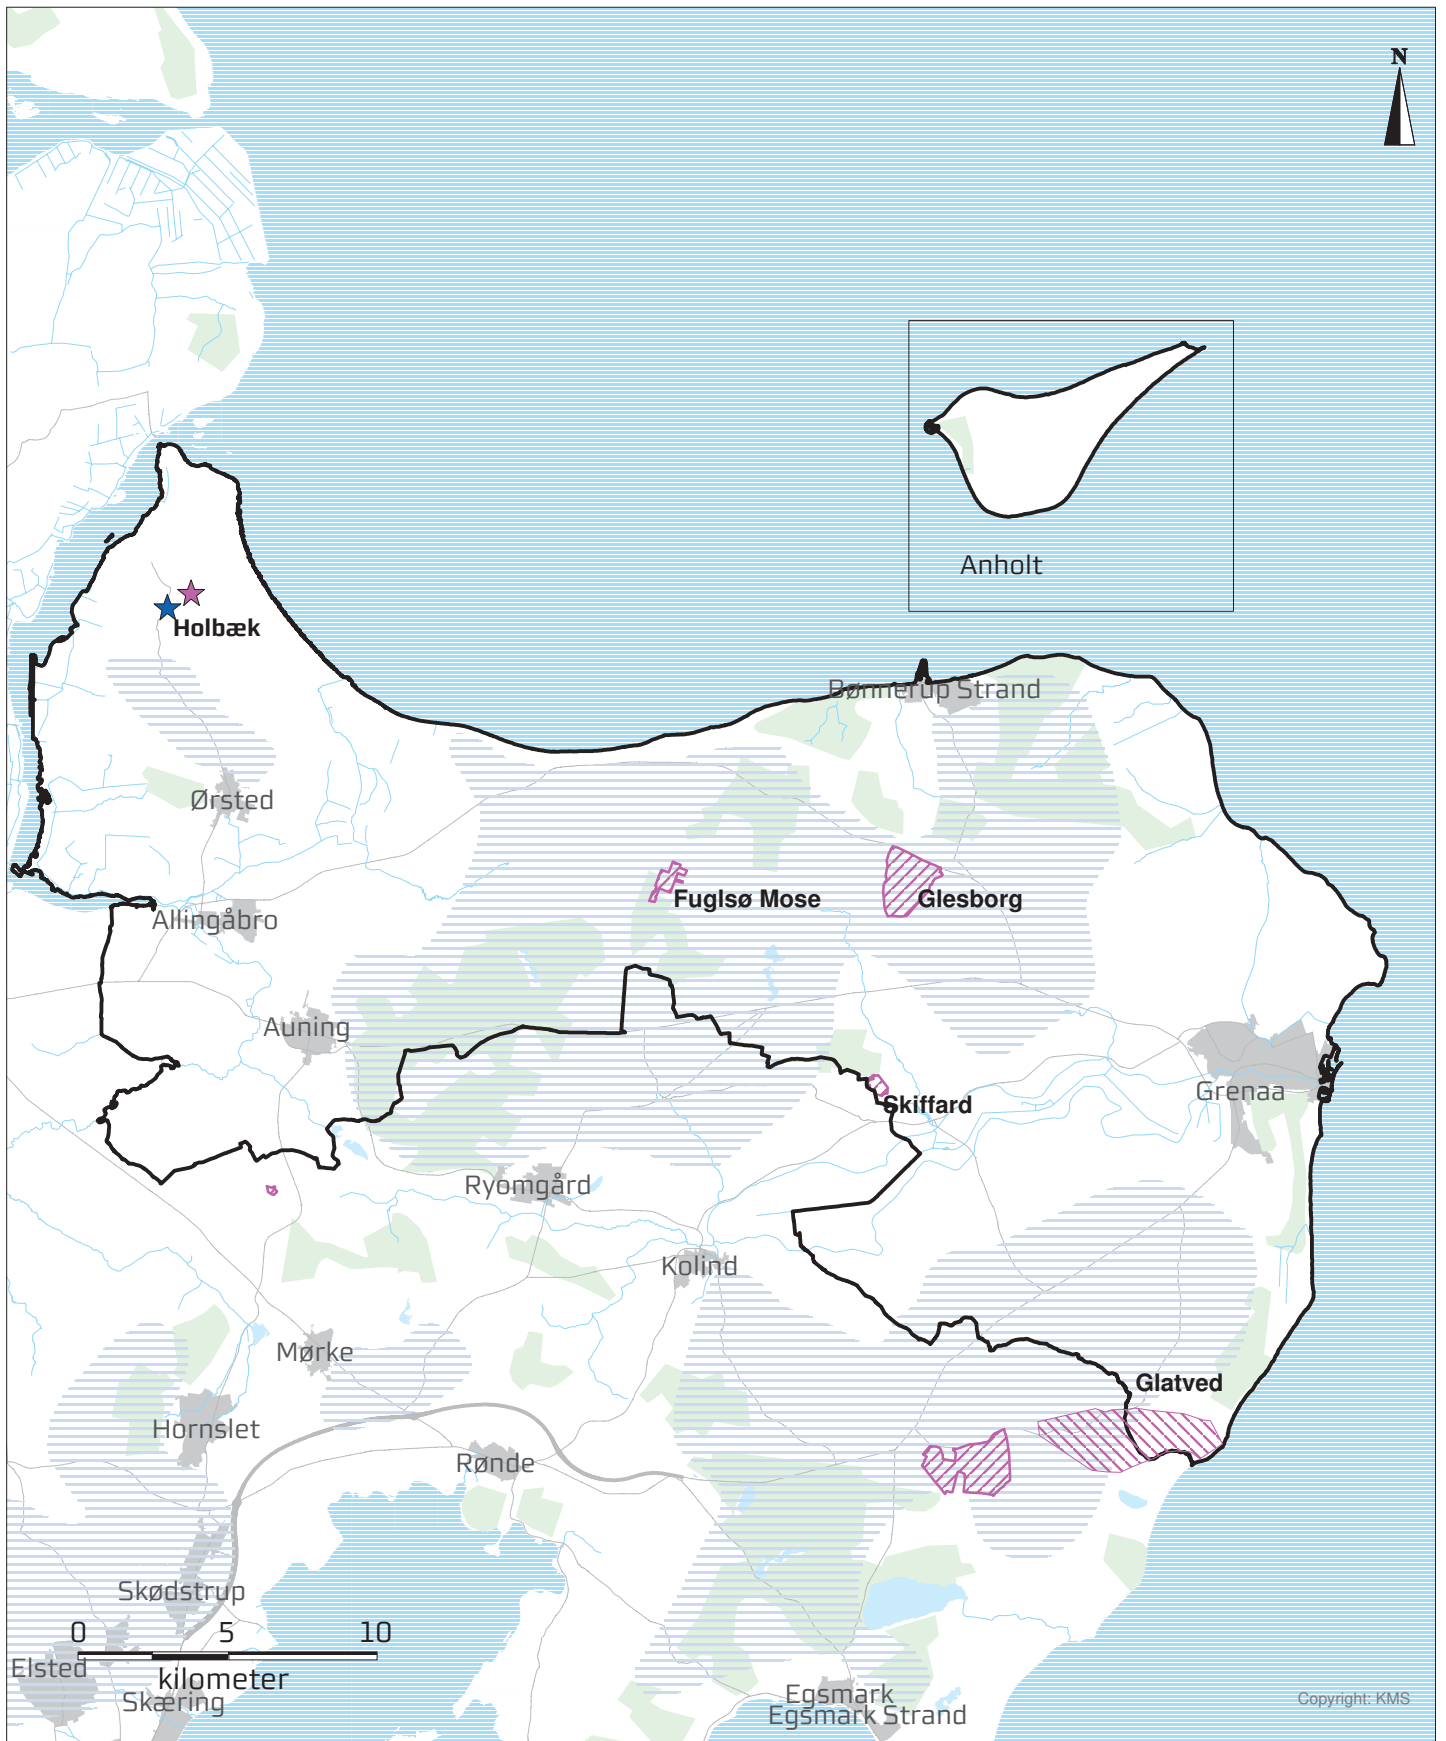 N
Anholt
Holbæk
Bønnerup Strand
Ørsted
Fuglsø Mose
Glesborg
Allingåbro
Auning
Grenaa
Skiffard
Ryomgård
Kolind
Mørke
Glatved
Hornslet
Rønde
Skødstrup
0 5 10
kilometer
Elsted
Skæring
Egsmark
Egsmark Strand
Copyright: KMS